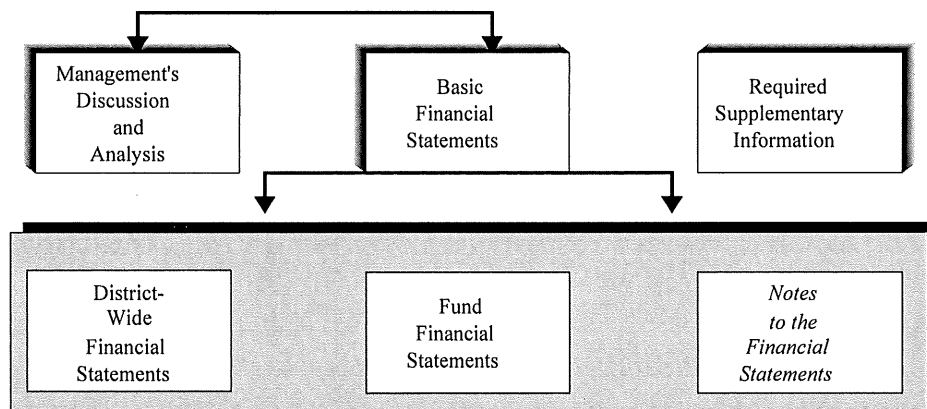 Management's
Discussion
and
Analysis
Basic
Financial
Statements
Required
Supplementary
Information
District-
Wide
Financial
Statements
Fund
Financial
Statements
Notes
to the
Financial
Statements